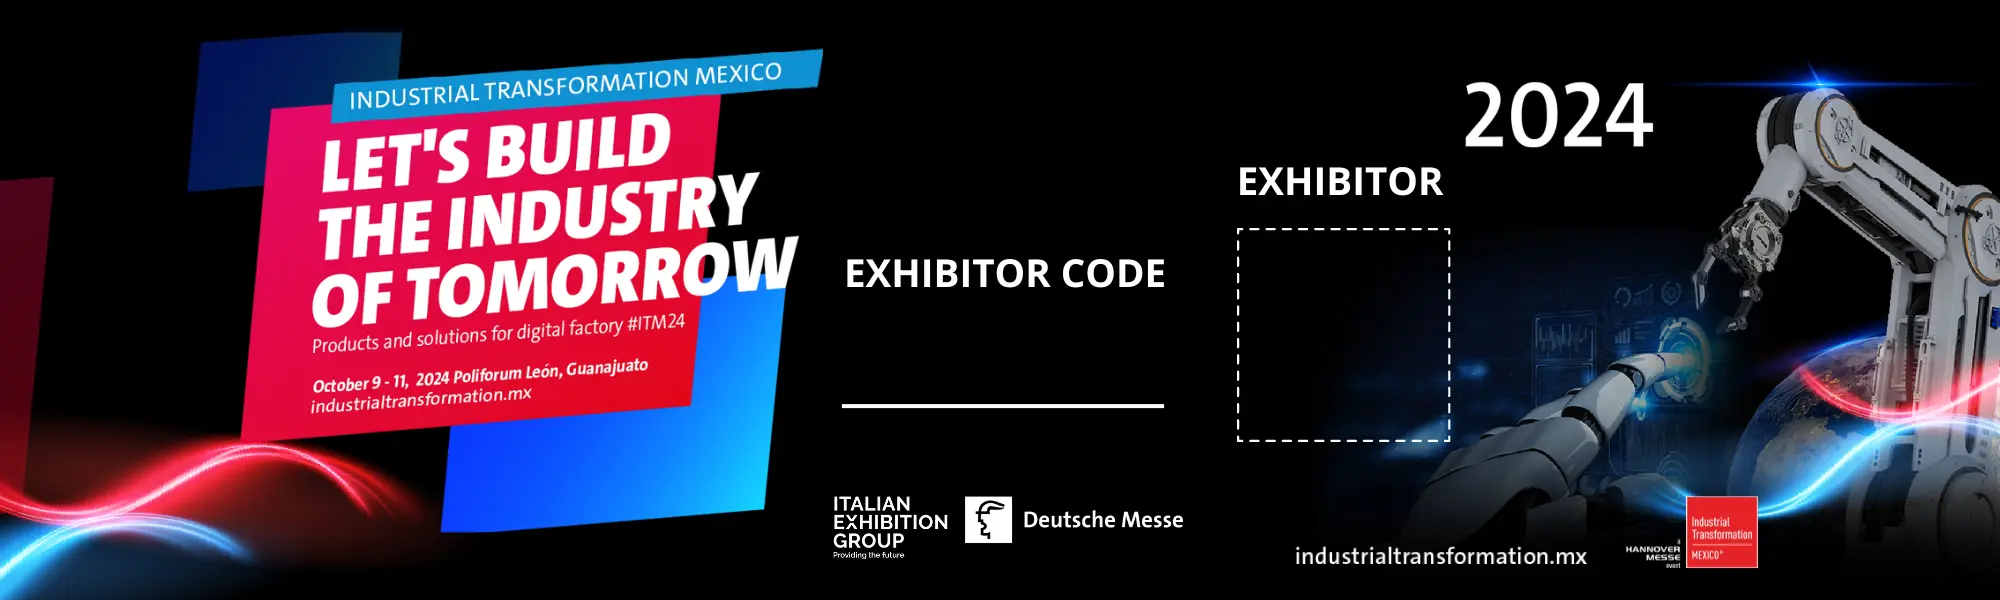 INDUSTRIAL TRANSFORMATION MEXICO
LET'S BUILD
THE INDUSTRY
OF TOMORROW
Products and solutions for digital factory #ITM24
October 9 - 11, 2024 Poliforum León, Guanajuato
industrialtransformation.mx
EXHIBITOR CODE
ITALIAN
EXHIBITION
GROUP
Providing the future
Deutsche Messe
2024
EXHIBITOR
industrialtransformation.mx
a
HANNOVER
MESSE
event
Industrial
Transformation
MEXICO®